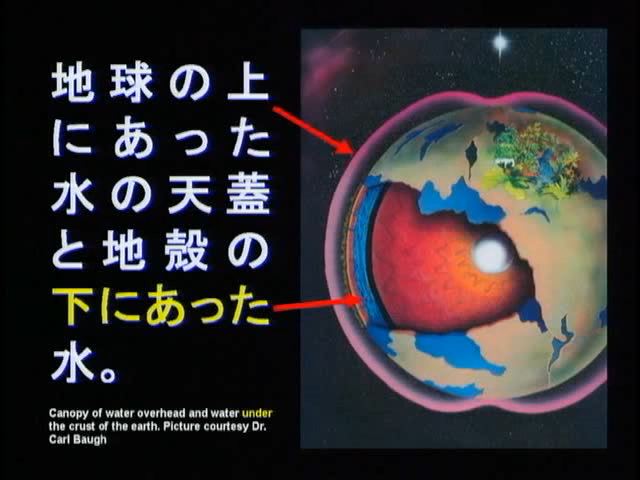 地球の上
にあった
水の天蓋
と地殻の
下にあった
水。
Canopy of water overhead and water under
the crust of the earth. Picture courtesy Dr.
Carl Baugh